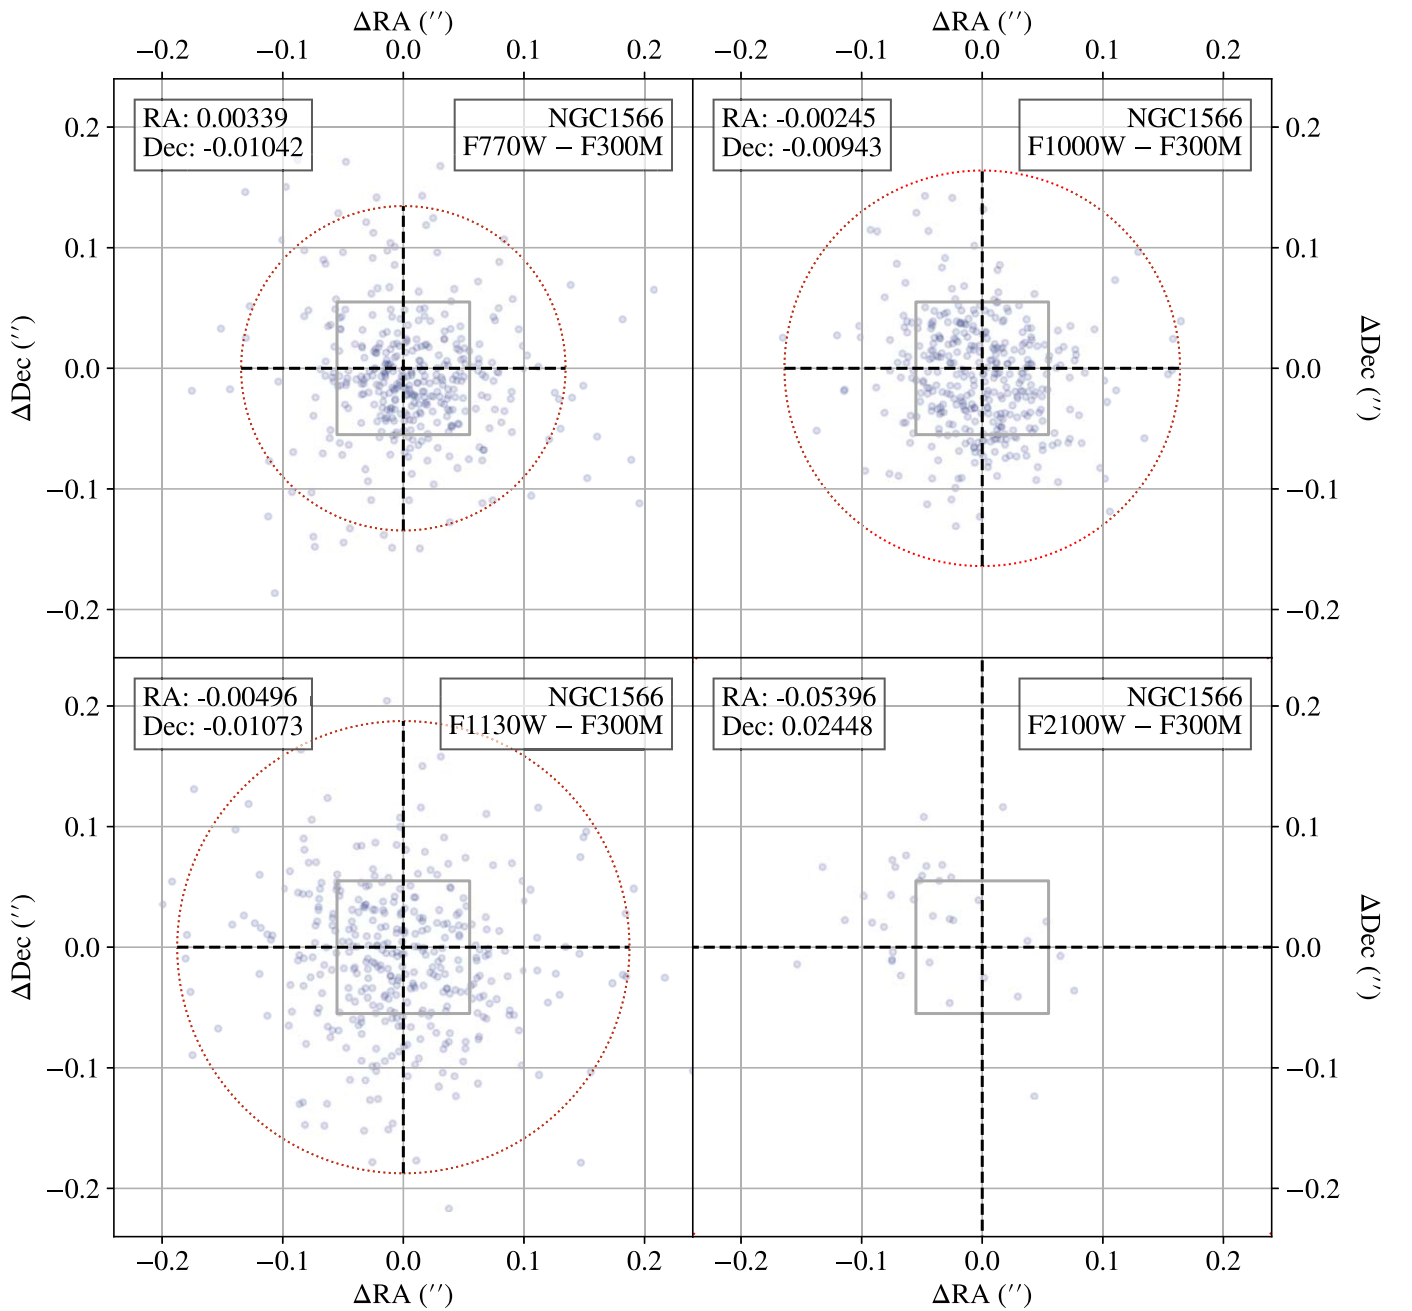 ΔRA (′′)
ΔRA (′′)
−0.2 −0.1 0.0 0.1 0.2
−0.2 −0.1 0.0 0.1 0.2
RA: 0.00339
Dec: -0.01042
NGC1566
F770W − F300M
RA: -0.00245
Dec: -0.00943
NGC1566
F1000W − F300M
0.2
0.1
0.0
−0.1
−0.2
ΔDec (′′)
0.2
0.1
0.0
−0.1
−0.2
ΔDec (′′)
RA: -0.00496
Dec: -0.01073
NGC1566
F1130W − F300M
RA: -0.05396
Dec: 0.02448
NGC1566
F2100W − F300M
0.2
0.1
0.0
−0.1
−0.2
ΔDec (′′)
0.2
0.1
0.0
−0.1
−0.2
ΔDec (′′)
−0.2 −0.1 0.0 0.1 0.2
−0.2 −0.1 0.0 0.1 0.2
ΔRA (′′)
ΔRA (′′)